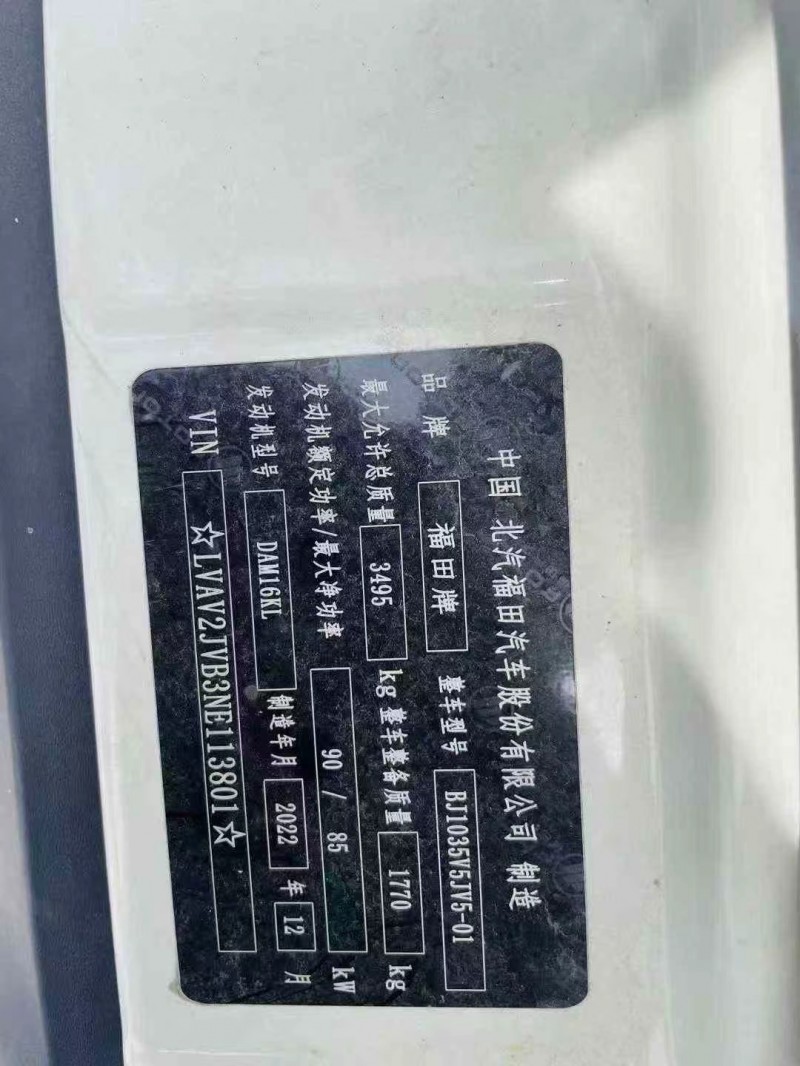 中国 北汽福田汽车股份有限公司 制造
品牌 福田牌 整车型号 BJ1035V5JV5-01
最大允许总质量 3495 kg 整车整备质量 1770 kg
发动机额定功率/最大净功率 90 / 85 kW
发动机型号 DAM16KL 制造年月 2022 年 12 月
VIN ☆LVAV2JVB3NE113801☆